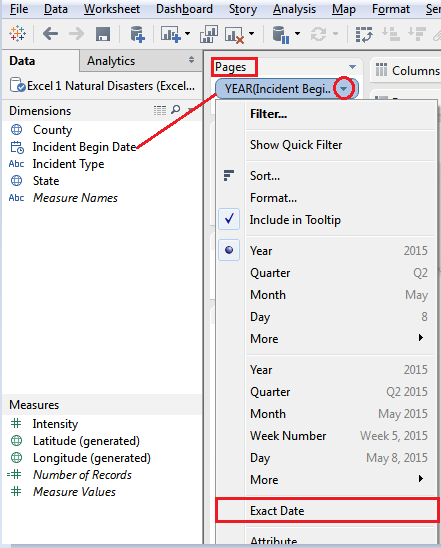 File Data Worksheet Dashboard Story Analysis Map Format Se
Data Analytics
Excel 1 Natural Disasters (Excel...
Dimensions
County
Incident Begin Date
Abc Incident Type
Abc State
Measure Names
Measures
Intensity
Latitude (generated)
Longitude (generated)
Number of Records
Measure Values
Pages
YEAR(Incident Begi..
Columns
Filter...
Show Quick Filter
Sort...
Format...
Include in Tooltip
Year 2015
Quarter Q2
Month May
Day 8
More
Year 2015
Quarter Q2 2015
Month May 2015
Week Number Week 5, 2015
Day May 8, 2015
More
Exact Date
Attribute